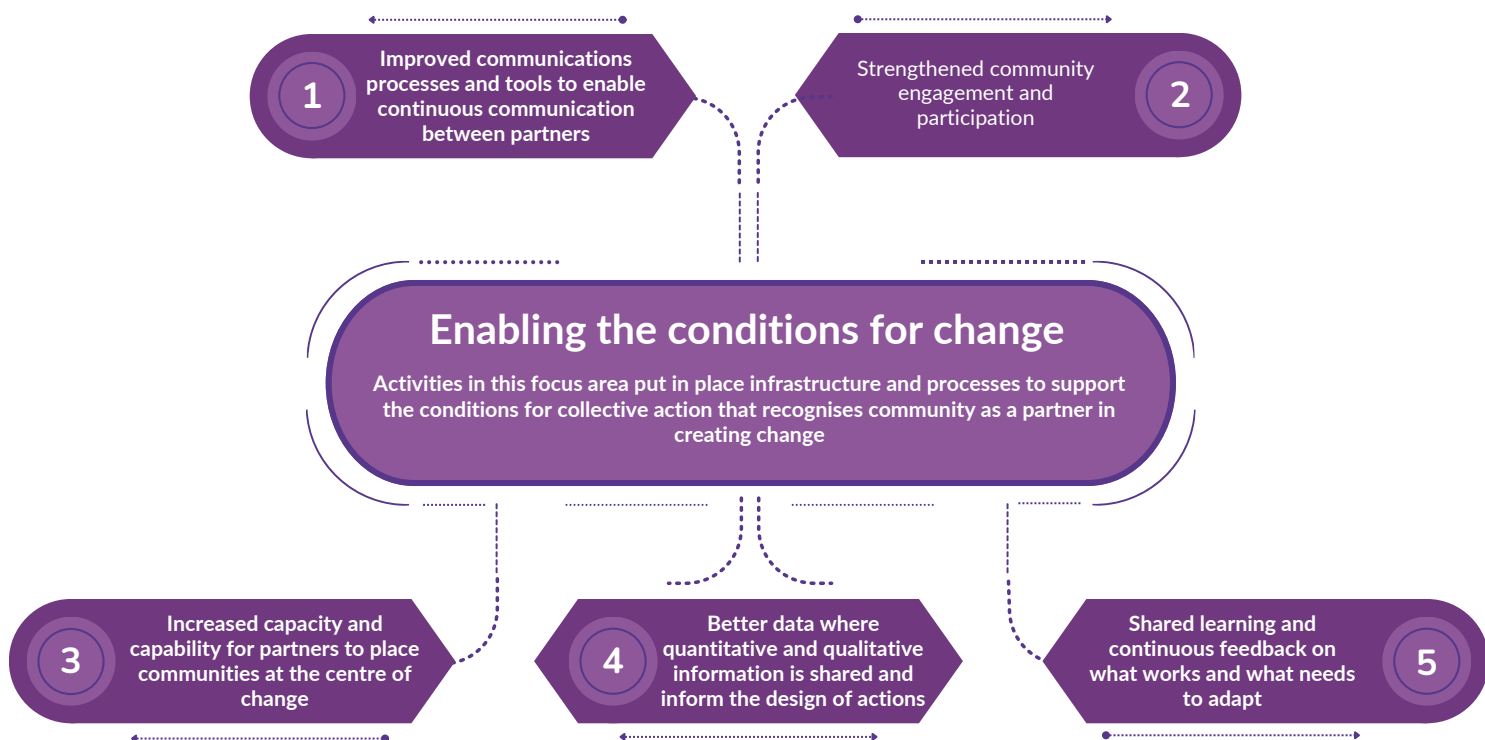 1
Improved communications
processes and tools to enable
continuous communication
between partners
Strengthened community
engagement and
participation
2
Enabling the conditions for change
Activities in this focus area put in place infrastructure and processes to support
the conditions for collective action that recognises community as a partner in
creating change
3
Increased capacity and
capability for partners to place
communities at the centre of
change
4
Better data where
quantitative and qualitative
information is shared and
inform the design of actions
Shared learning and
continuous feedback on
what works and what needs
to adapt
5